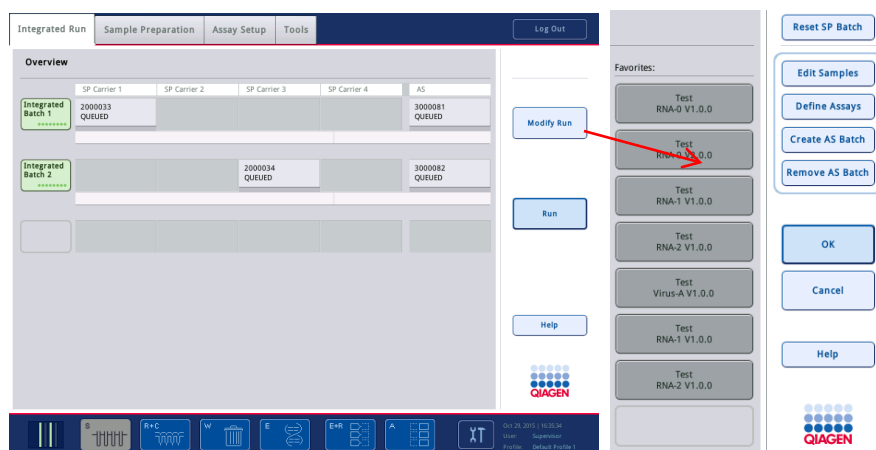 Integrated Run
Sample Preparation
Assay Setup
Tools
Log Out
Overview
SP Carrier 1
SP Carrier 2
SP Carrier 3
SP Carrier 4
AS
Integrated
Batch 1
2000033
QUEUED
3000081
QUEUED
Integrated
Batch 2
2000034
QUEUED
3000082
QUEUED
Modify Run
Run
Help
QIAGEN
S
R+C
W
E
E+R
A
Oct 29, 2015 | 16:35:34
User: Supervisor
Profile: Default Profile 1
Favorites:
Test
RNA-0 V1.0.0
Test
RNA-0 V1.0.0
Test
RNA-1 V1.0.0
Test
RNA-2 V1.0.0
Test
Virus-A V1.0.0
Test
RNA-1 V1.0.0
Test
RNA-2 V1.0.0
Reset SP Batch
Edit Samples
Define Assays
Create AS Batch
Remove AS Batch
OK
Cancel
Help
QIAGEN